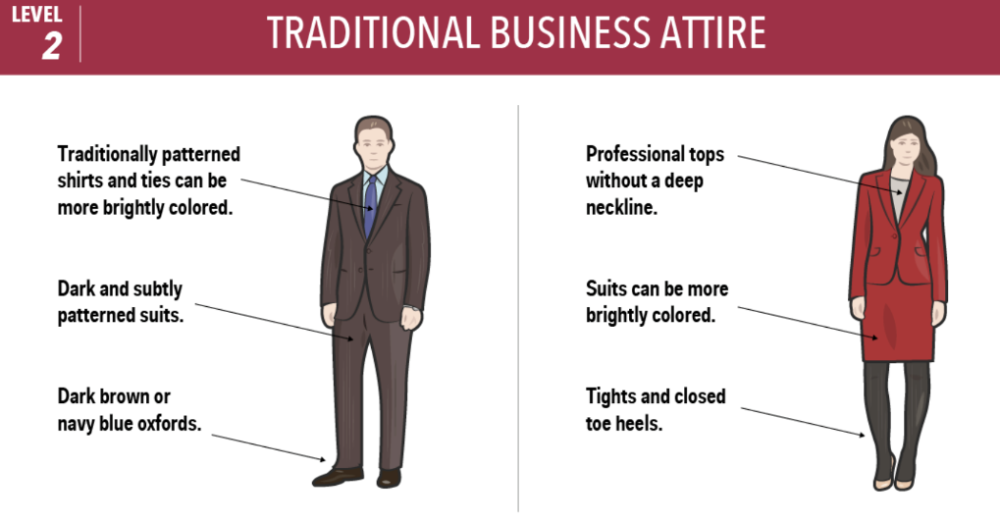 LEVEL
2
TRADITIONAL BUSINESS ATTIRE
Traditionally patterned
shirts and ties can be
more brightly colored.
Dark and subtly
patterned suits.
Dark brown or
navy blue oxfords.
Professional tops
without a deep
neckline.
Suits can be more
brightly colored.
Tights and closed
toe heels.